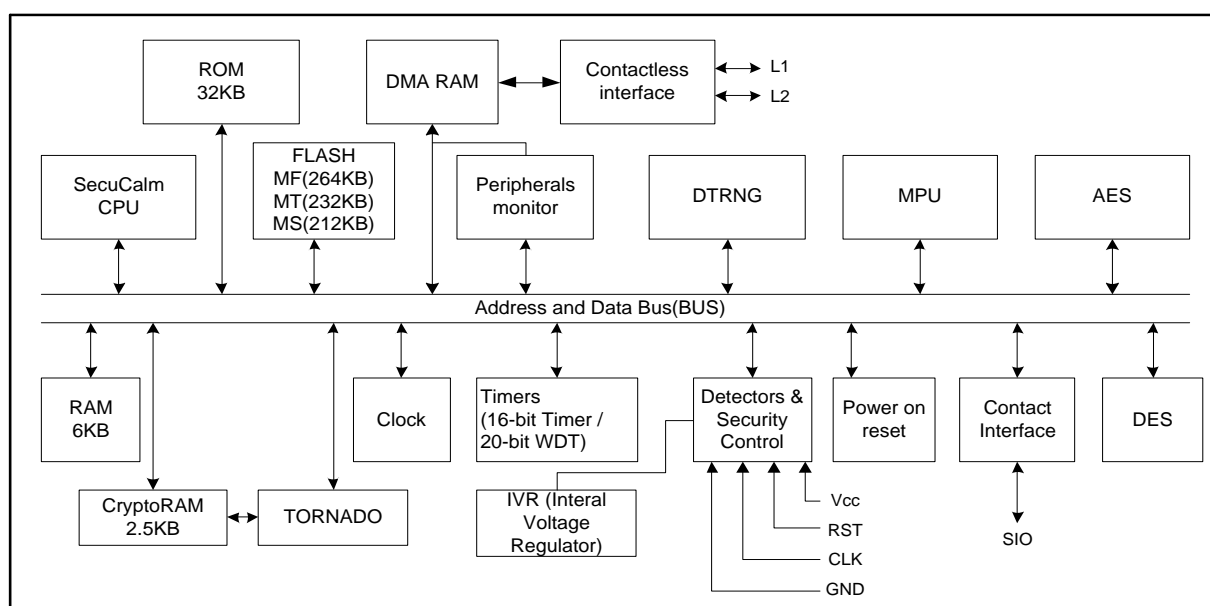 ROM
32KB
DMA RAM
Contactless
interface
L1
L2
SecuCalm
CPU
FLASH
MF(264KB)
MT(232KB)
MS(212KB)
Peripherals
monitor
DTRNG
MPU
AES
Address and Data Bus(BUS)
RAM
6KB
Clock
Timers
(16-bit Timer /
20-bit WDT)
Detectors &
Security
Control
Power on
reset
Contact
Interface
DES
CryptoRAM
2.5KB
TORNADO
IVR (Interal
Voltage
Regulator)
Vcc
RST
CLK
GND
SIO